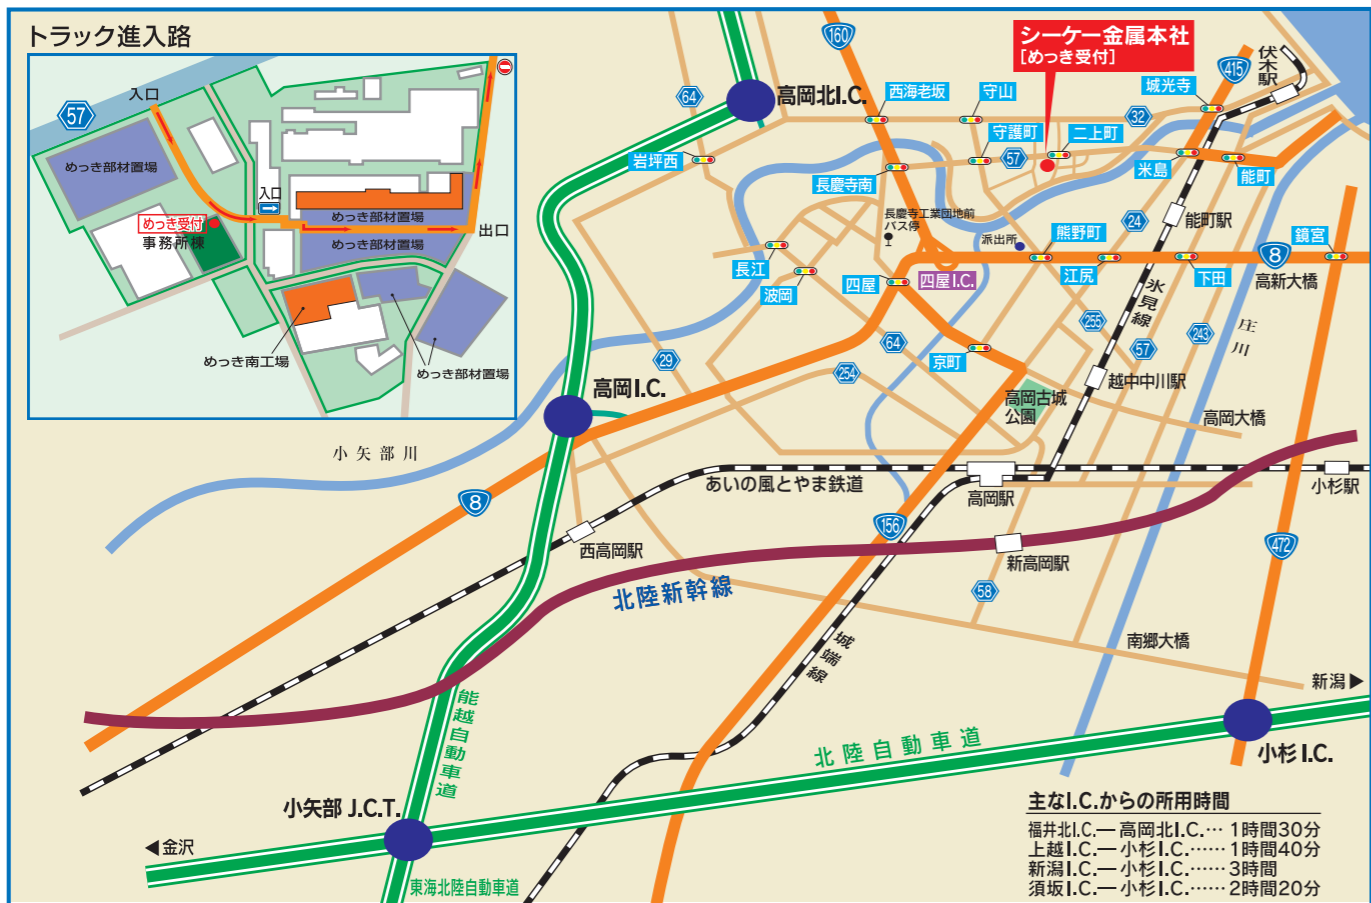 トラック進入路
57
入口
めっき部材置場
入口
めっき部材置場
めっき受付
事務所棟
めっき部材置場
出口
めっき南工場
めっき部材置場
160
シーケー金属本社
[めっき受付]
伏木駅
415
城光寺
64
高岡北I.C.
西海老坂
守山
32
守護町
二上町
岩坪西
57
米島
能町
長慶寺南
長慶寺工業団地前
バス停
派出所
熊野町
24
能町駅
鏡宮
長江
波岡
四屋
四屋I.C.
江尻
下田
8
高新大橋
氷見線
庄川
255
243
57
29
64
254
京町
越中中川駅
高岡I.C.
高岡古城
公園
高岡大橋
小矢部川
あいの風とやま鉄道
高岡駅
小杉駅
8
156
西高岡駅
新高岡駅
472
北陸新幹線
58
城端線
南郷大橋
新潟▶
能越自動車道
北陸自動車道
小杉I.C.
小矢部 J.C.T.
◀金沢
東海北陸自動車道
主なI.C.からの所用時間
福井北I.C.―高岡北I.C.… 1時間30分
上越I.C.―小杉I.C.…… 1時間40分
新潟I.C.―小杉I.C.…… 3時間
須坂I.C.―小杉I.C.…… 2時間20分